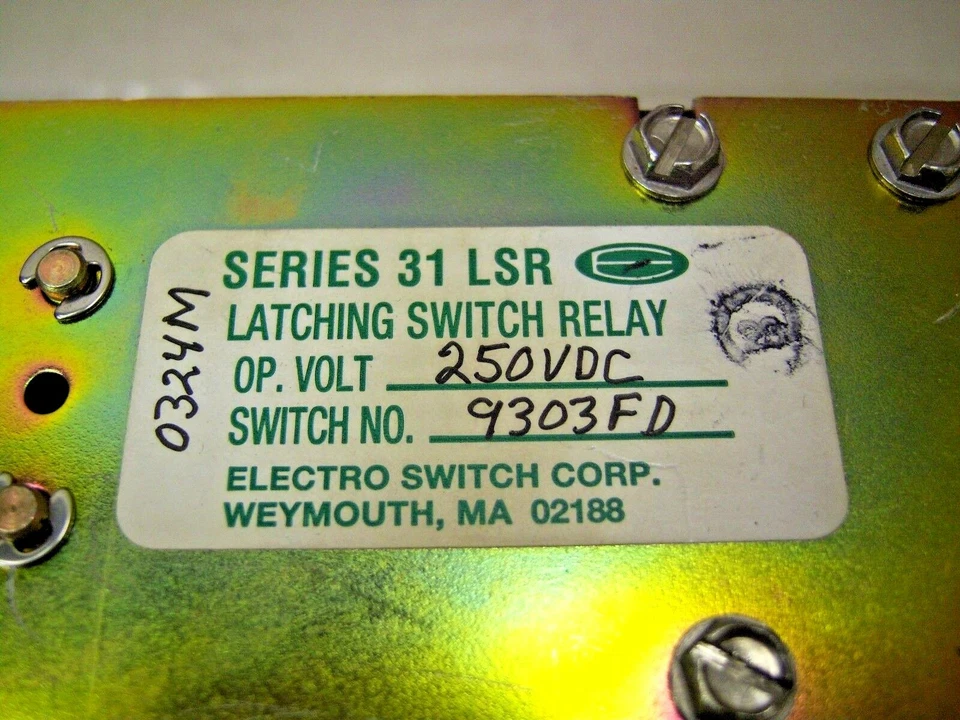 SERIES 31 LSR
LATCHING SWITCH RELAY
OP. VOLT 250VDC
SWITCH NO. 9303FD
ELECTRO SWITCH CORP.
WEYMOUTH, MA 02188
0324M